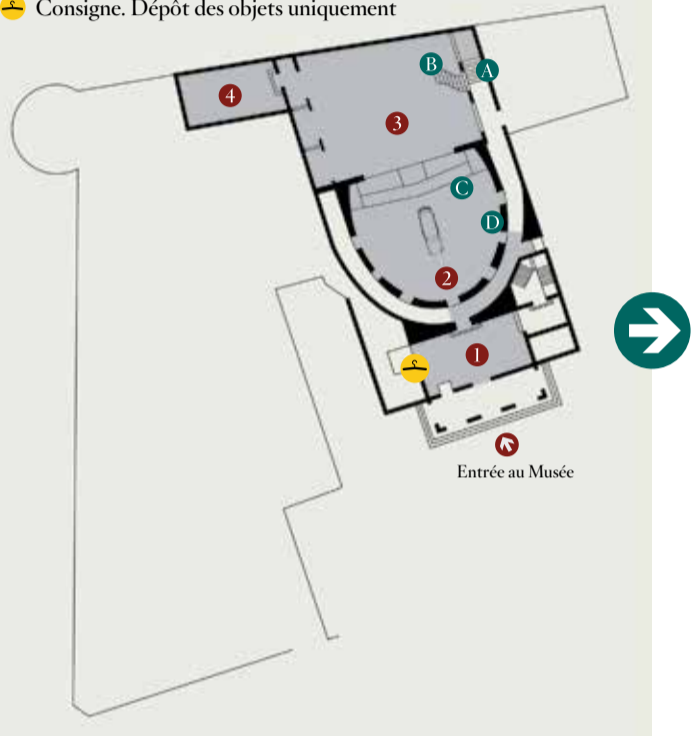 Consigne. Dépôt des objets uniquement
B
A
4
3
C
D
2
1
Entrée au Musée